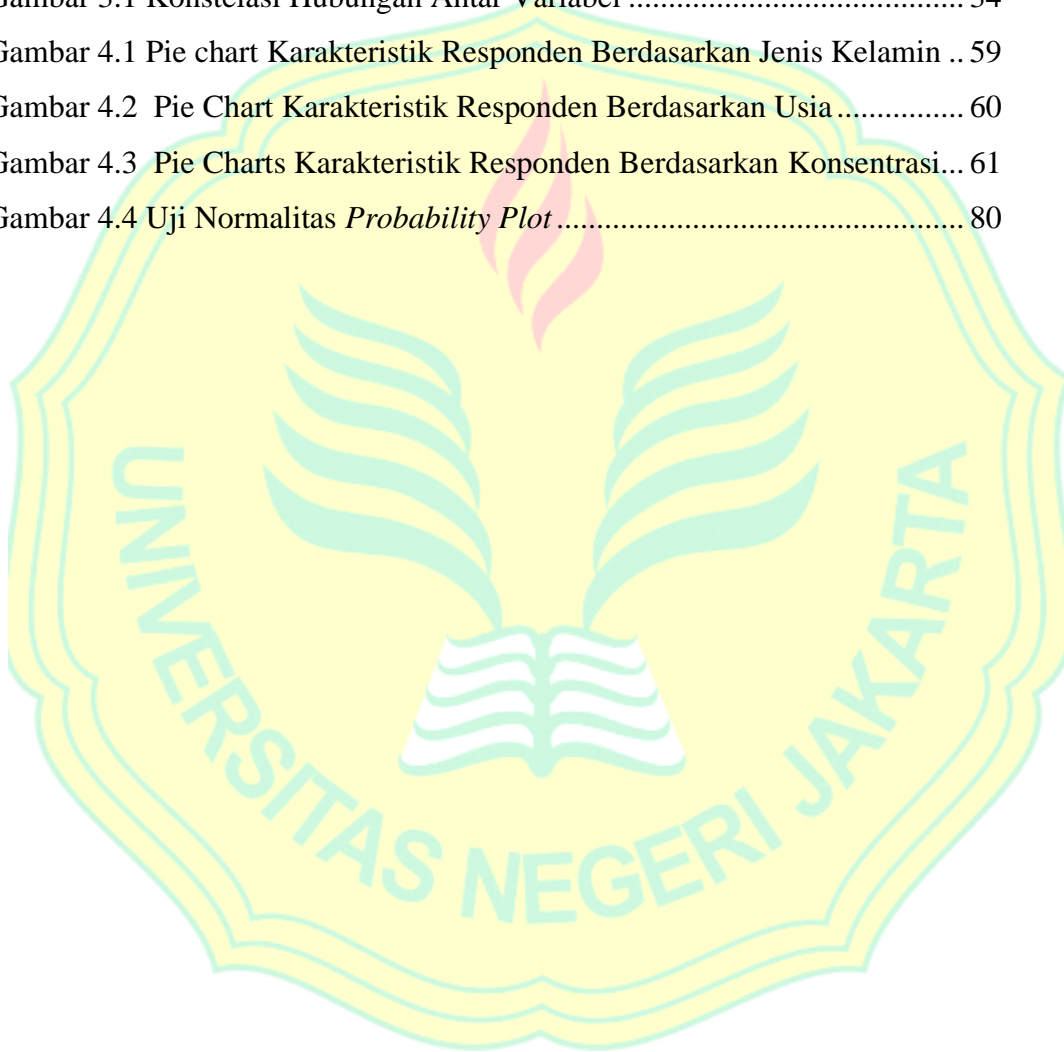 Gambar 3.1 Konstelasi Hubungan Antar Variabel ........................................ 54
Gambar 4.1 Pie chart Karakteristik Responden Berdasarkan Jenis Kelamin .. 59
Gambar 4.2 Pie Chart Karakteristik Responden Berdasarkan Usia ............... 60
Gambar 4.3 Pie Charts Karakteristik Responden Berdasarkan Konsentrasi... 61
Gambar 4.4 Uji Normalitas Probability Plot ................................................ 80
UNIVERSITAS NEGERI JAKARTA